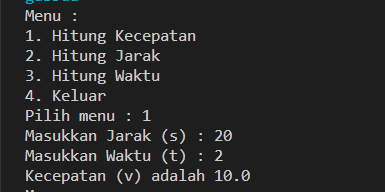 Menu :
1. Hitung Kecepatan
2. Hitung Jarak
3. Hitung Waktu
4. Keluar
Pilih menu : 1
Masukkan Jarak (s) : 20
Masukkan Waktu (t) : 2
Kecepatan (v) adalah 10.0